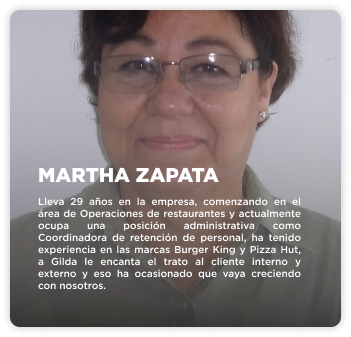 MARTHA ZAPATA
Lleva 29 años en la empresa, comenzando en el
área de Operaciones de restaurantes y actualmente
ocupa una posición administrativa como
Coordinadora de retención de personal, ha tenido
experiencia en las marcas Burger King y Pizza Hut,
a Gilda le encanta el trato al cliente interno y
externo y eso ha ocasionado que vaya creciendo
con nosotros.